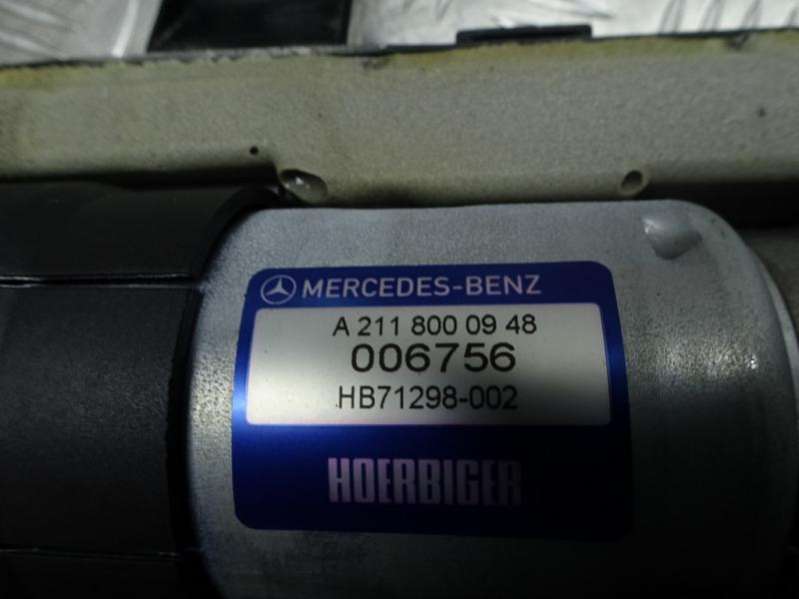 MERCEDES-BENZ
A 211 800 09 48
006756
HB71298-002
HOERBIGER